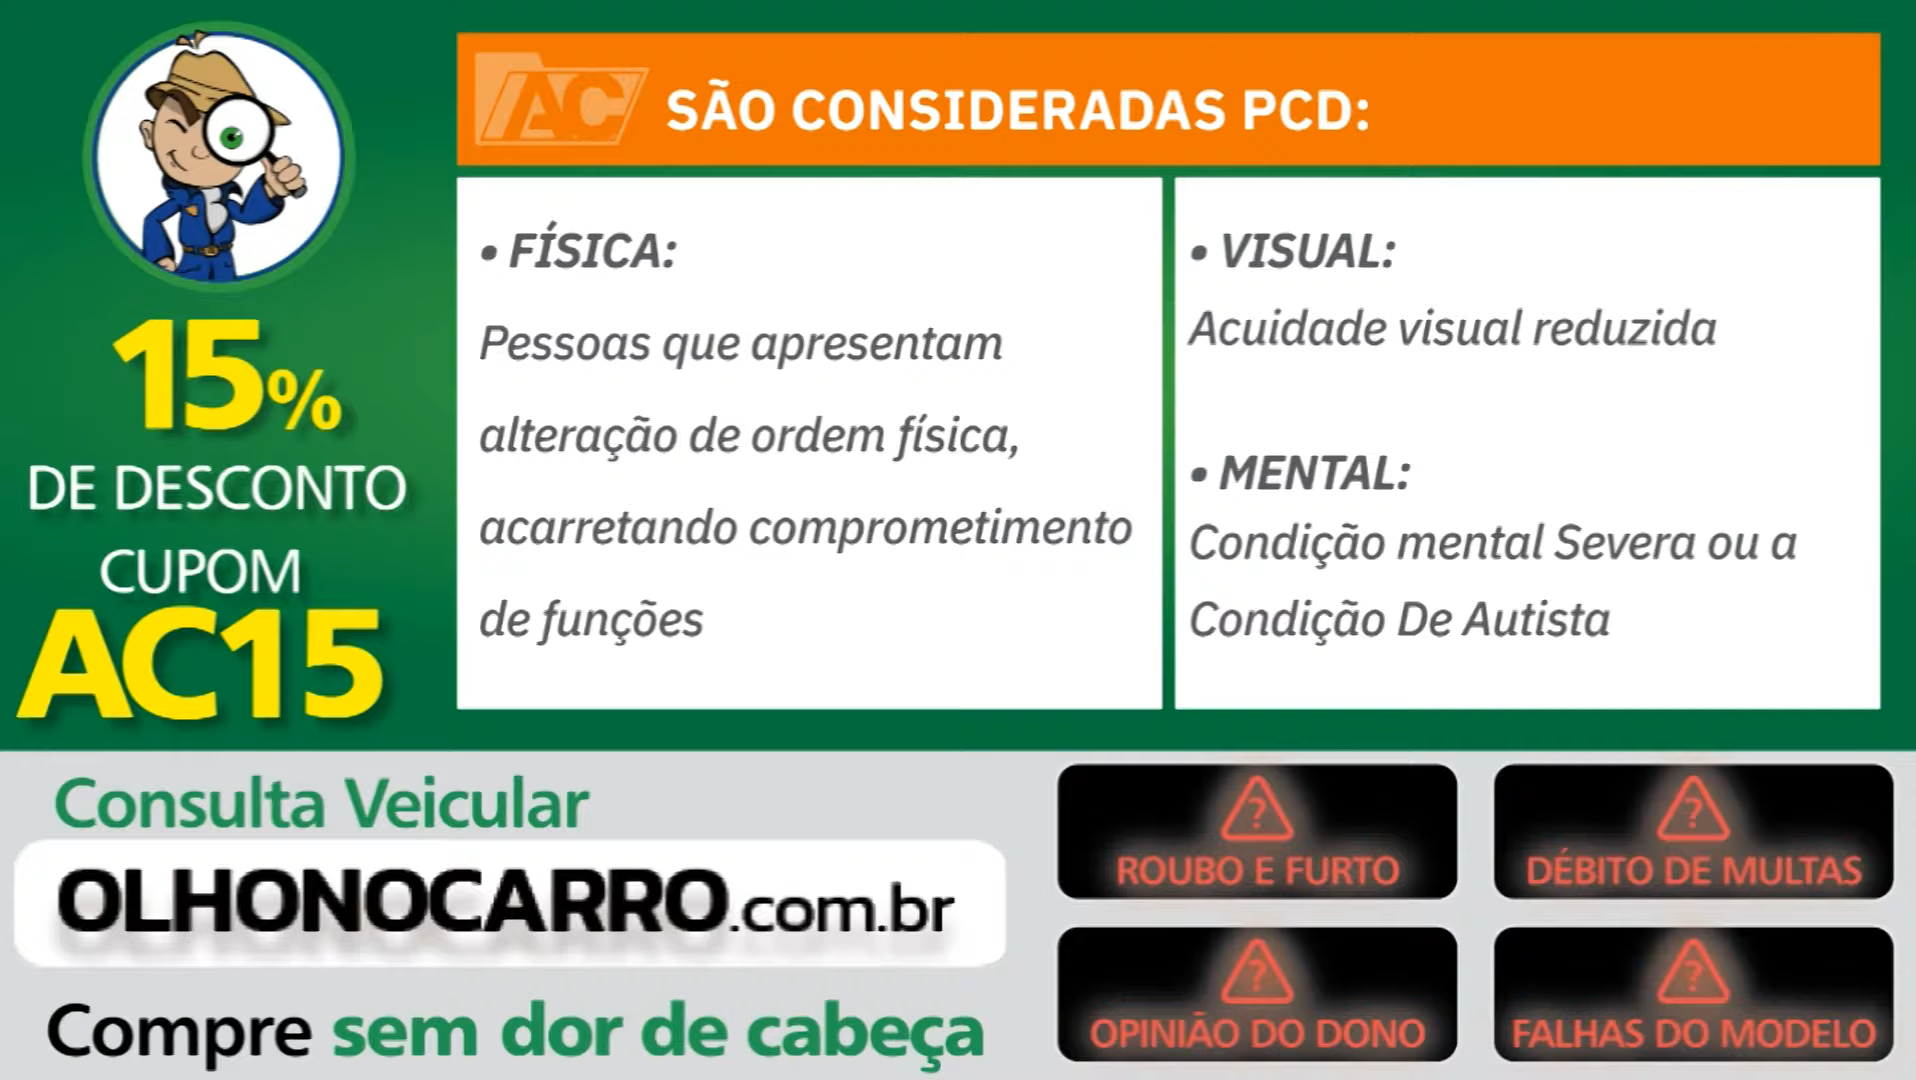 AC SÃO CONSIDERADAS PCD:
• FÍSICA:
Pessoas que apresentam
alteração de ordem física,
acarretando comprometimento
de funções
• VISUAL:
Acuidade visual reduzida
• MENTAL:
Condição mental Severa ou a
Condição De Autista
15%
DE DESCONTO
CUPOM
AC15
Consulta Veicular
OLHONOCARRO.com.br
Compre sem dor de cabeça
?
ROUBO E FURTO
?
DÉBITO DE MULTAS
?
OPINIÃO DO DONO
?
FALHAS DO MODELO